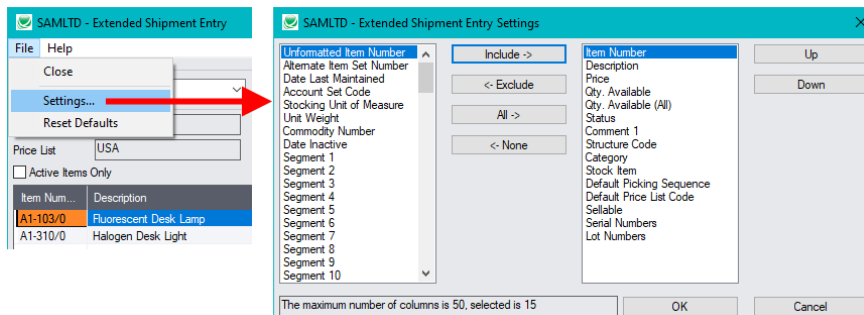 SAMLTD - Extended Shipment Entry
File Help
Close
Settings...
Reset Defaults
Price List USA
Active Items Only
Item Num... Description
A1-103/0 Fluorescent Desk Lamp
A1-310/0 Halogen Desk Light
SAMLTD - Extended Shipment Entry Settings
Unformatted Item Number
Alternate Item Set Number
Date Last Maintained
Account Set Code
Stocking Unit of Measure
Unit Weight
Commodity Number
Date Inactive
Segment 1
Segment 2
Segment 3
Segment 4
Segment 5
Segment 6
Segment 7
Segment 8
Segment 9
Segment 10
Include ->
<- Exclude
All ->
<- None
Item Number
Description
Price
Qty. Available
Qty. Available (All)
Status
Comment 1
Structure Code
Category
Stock Item
Default Picking Sequence
Default Price List Code
Sellable
Serial Numbers
Lot Numbers
Up
Down
The maximum number of columns is 50, selected is 15
OK
Cancel